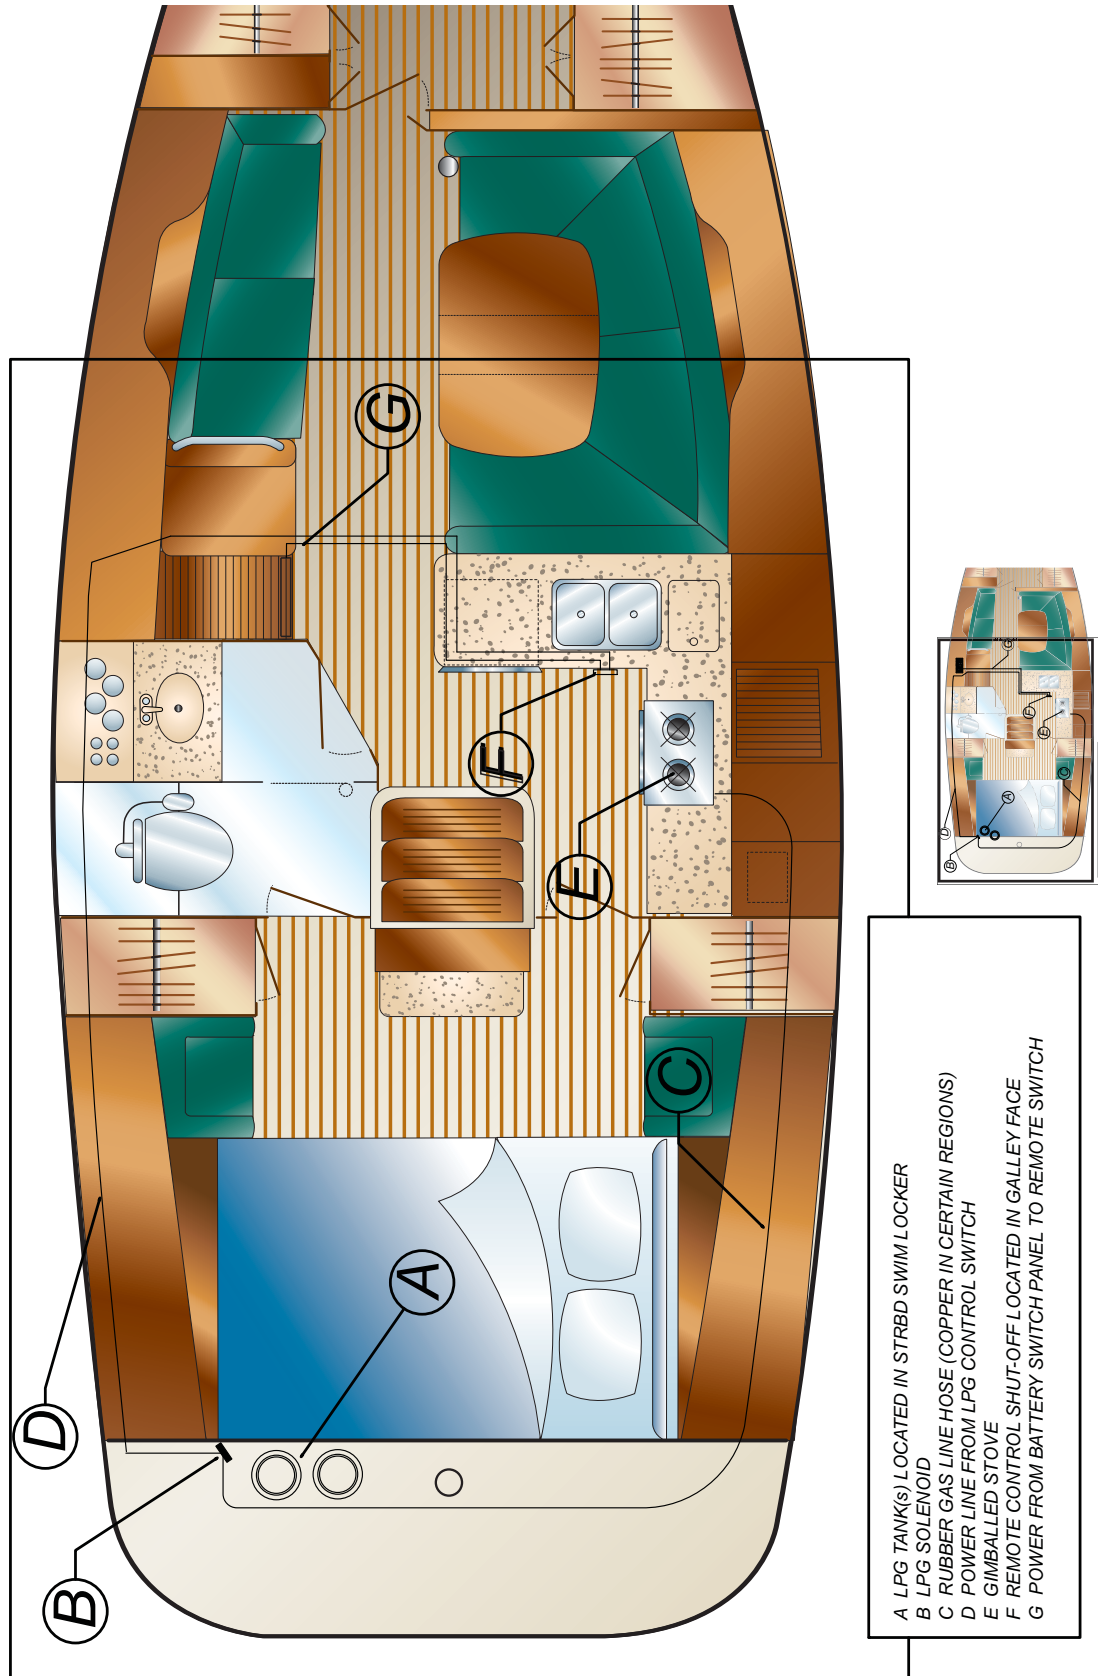 G
F
E
C
A
D
B
G
F
E
C
A
D
B
A LPG TANK(s) LOCATED IN STRBD SWIM LOCKER
B LPG SOLENOID
C RUBBER GAS LINE HOSE (COPPER IN CERTAIN REGIONS)
D POWER LINE FROM LPG CONTROL SWITCH
E GIMBALLED STOVE
F REMOTE CONTROL SHUT-OFF LOCATED IN GALLEY FACE
G POWER FROM BATTERY SWITCH PANEL TO REMOTE SWITCH